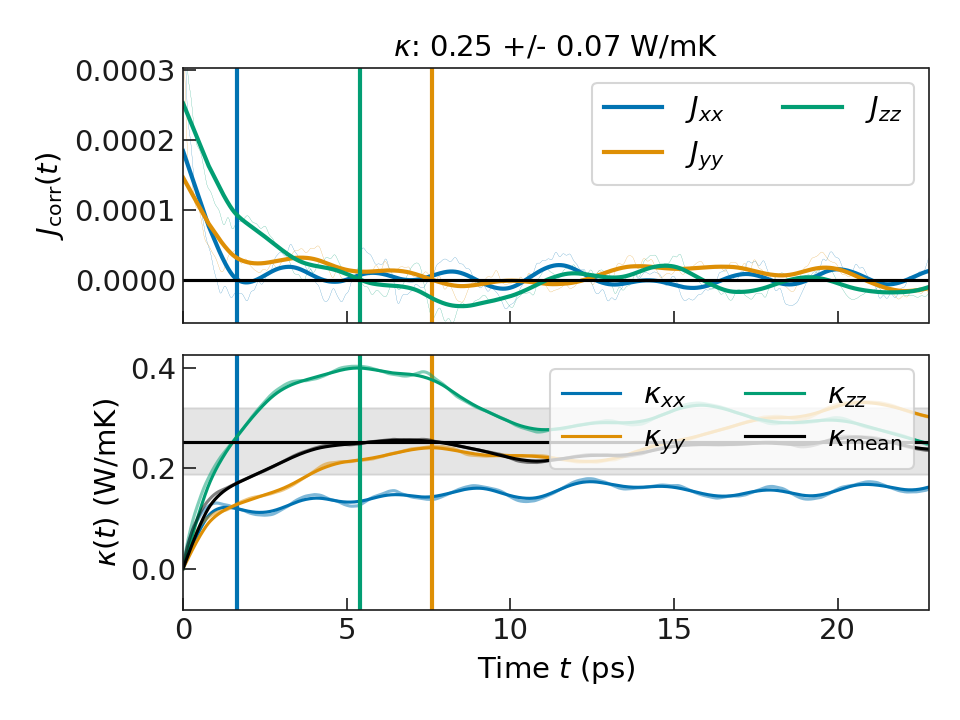 κ: 0.25 +/- 0.07 W/mK
0.0003
0.0002
0.0001
0.0000
J_corr(t)
J_xx J_zz
J_yy
0.4
0.2
0.0
κ(t) (W/mK)
κ_xx κ_zz
κ_yy κ_mean
0 5 10 15 20
Time t (ps)